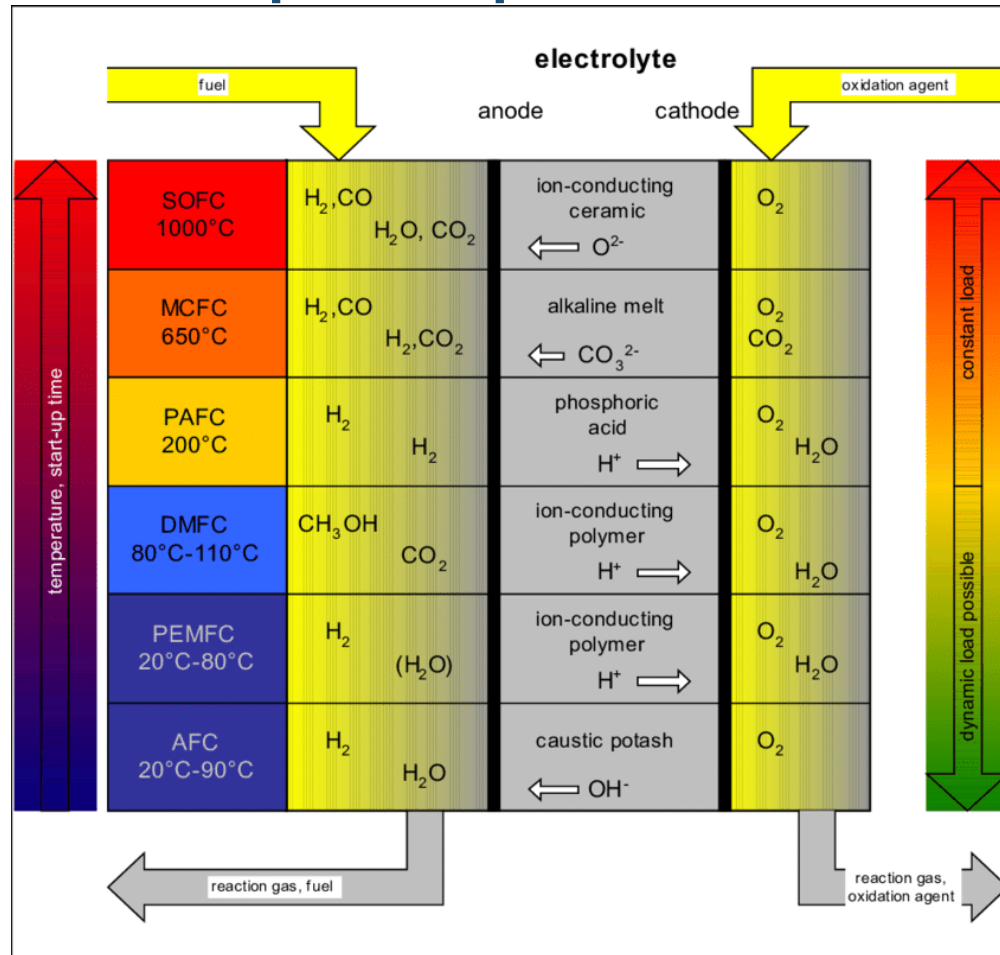 electrolyte
fuel
oxidation agent
anode
cathode
temperature, start-up time
SOFC
1000°C
H₂,CO
H₂O, CO₂
ion-conducting
ceramic
O²⁻
O₂
MCFC
650°C
H₂,CO
H₂,CO₂
alkaline melt
CO₃²⁻
O₂
CO₂
PAFC
200°C
H₂
H₂
phosphoric
acid
H⁺
O₂
H₂O
DMFC
80°C-110°C
CH₃OH
CO₂
ion-conducting
polymer
H⁺
O₂
H₂O
PEMFC
20°C-80°C
H₂
(H₂O)
ion-conducting
polymer
H⁺
O₂
H₂O
AFC
20°C-90°C
H₂
H₂O
caustic potash
OH⁻
O₂
constant load
dynamic load possible
reaction gas, fuel
reaction gas,
oxidation agent